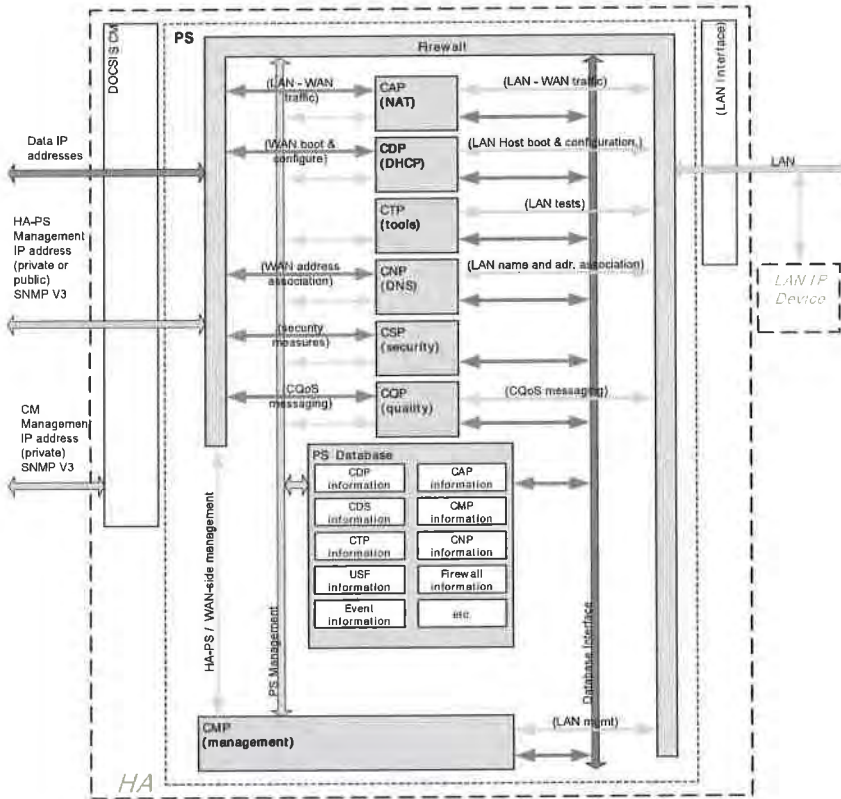 DOCSIS CM
PS
Firewall
(LAN Interface)
(LAN - WAN
traffic)
CAP
(NAT)
(LAN - WAN traffic)
Data IP
addresses
(WAN boot &
configure)
CDP
(DHCP)
(LAN Host boot & configuration,)
LAN
CTP
(tools)
(LAN tests)
HA-PS
Management
IP address
(private or
public)
SNMP V3
(WAN address
association)
CNP
(DNS)
(LAN name and adr. association)
LAN IP
Device
(security
measures)
CSP
(security)
(CQoS
messaging)
CQP
(quality)
(CQoS messaging)
CM
Management
IP address
(private)
SNMP V3
PS Database
CDP
information
CAP
information
CDS
information
CMP
information
CTP
information
CNP
information
USF
information
Firewall
information
Event
information
etc
HA-PS / WAN-side management
PS Management
Database Interface
CMP
(management)
(LAN mgmt)
HA